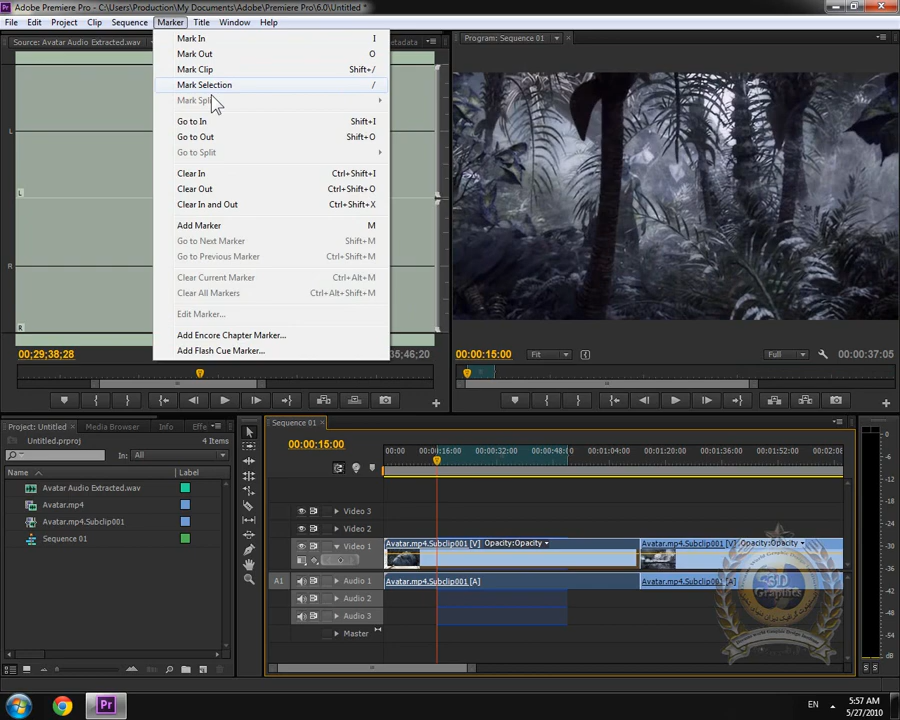 Adobe Premiere Pro - C:\Users\Production\My Documents\Adobe\Premiere Pro\6.0\Untitled *
File Edit Project Clip Sequence Marker Title Window Help
Source: Avatar Audio Extracted.wav
etadata
Program: Sequence 01
Mark In I
Mark Out O
Mark Clip Shift+/
Mark Selection /
Mark Spl
Go to In Shift+I
Go to Out Shift+O
Go to Split
Clear In Ctrl+Shift+I
Clear Out Ctrl+Shift+O
Clear In and Out Ctrl+Shift+X
Add Marker M
Go to Next Marker Shift+M
Go to Previous Marker Ctrl+Shift+M
Clear Current Marker Ctrl+Alt+M
Clear All Markers Ctrl+Alt+Shift+M
Edit Marker...
Add Encore Chapter Marker...
Add Flash Cue Marker...
L
L
R
R
00;29;38;28
35;46;20
00:00:15:00 Fit Full 00:00:37:05
Project: Untitled Media Browser Info Effe
Untitled.prproj 4 Items
In: All
Name Label
Avatar Audio Extracted.wav
Avatar.mp4
Avatar.mp4.Subclip001
Sequence 01
Sequence 01
00:00:15:00
00:00 00:00:16:00 00:00:32:00 00:00:48:0 00:01:04:00 00:01:20:00 00:01:36:00 00:01:52:00 00:02:08
Video 3
Video 2
Video 1
Avatar.mp4.Subclip001 [V] Opacity:Opacity
Avatar.mp4.Subclip001 [V] Opacity:Opacity
A1 Audio 1
Avatar.mp4.Subclip001 [A]
Avatar.mp4.Subclip001 [A]
Audio 2
Audio 3
Master
0
-6
-12
-18
-24
-30
-36
-42
-48
-54
dB
S S
S3D
Graphics
Pr
EN
5:57 AM
5/27/2010